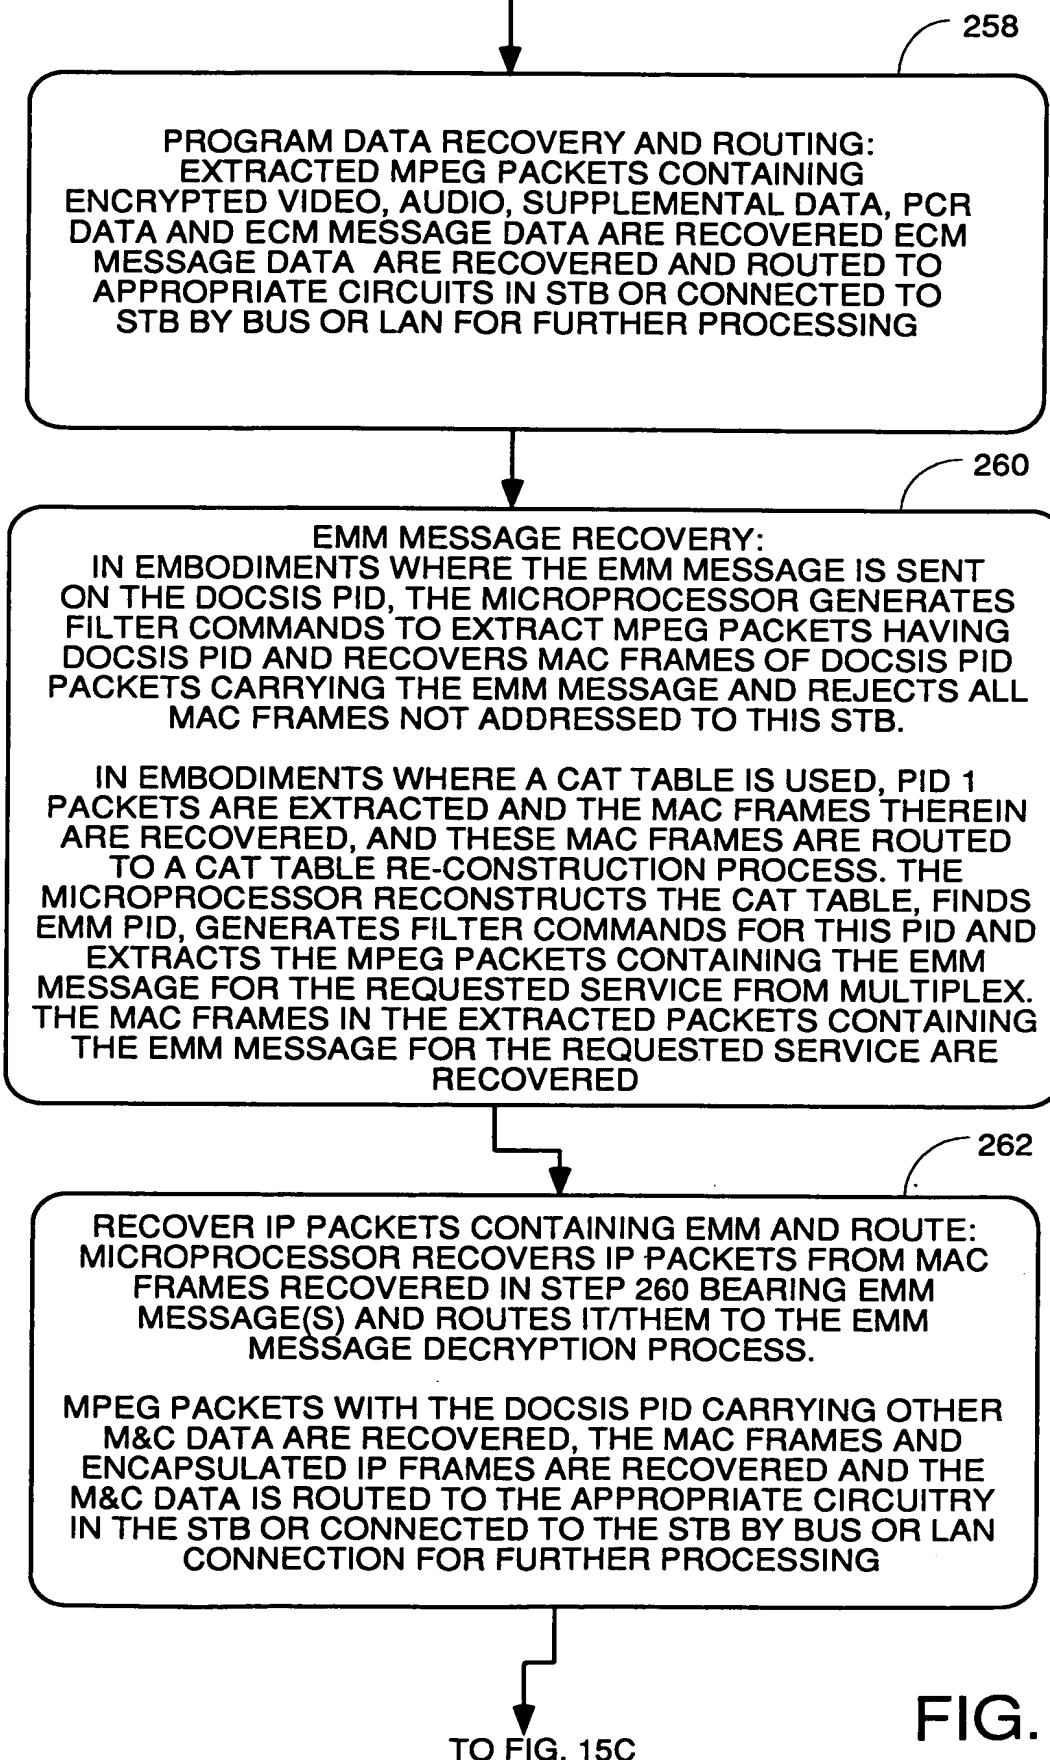 258
PROGRAM DATA RECOVERY AND ROUTING:
EXTRACTED MPEG PACKETS CONTAINING
ENCRYPTED VIDEO, AUDIO, SUPPLEMENTAL DATA, PCR
DATA AND ECM MESSAGE DATA ARE RECOVERED ECM
MESSAGE DATA ARE RECOVERED AND ROUTED TO
APPROPRIATE CIRCUITS IN STB OR CONNECTED TO
STB BY BUS OR LAN FOR FURTHER PROCESSING
260
EMM MESSAGE RECOVERY:
IN EMBODIMENTS WHERE THE EMM MESSAGE IS SENT
ON THE DOCSIS PID, THE MICROPROCESSOR GENERATES
FILTER COMMANDS TO EXTRACT MPEG PACKETS HAVING
DOCSIS PID AND RECOVERS MAC FRAMES OF DOCSIS PID
PACKETS CARRYING THE EMM MESSAGE AND REJECTS ALL
MAC FRAMES NOT ADDRESSED TO THIS STB.
IN EMBODIMENTS WHERE A CAT TABLE IS USED, PID 1
PACKETS ARE EXTRACTED AND THE MAC FRAMES THEREIN
ARE RECOVERED, AND THESE MAC FRAMES ARE ROUTED
TO A CAT TABLE RE-CONSTRUCTION PROCESS. THE
MICROPROCESSOR RECONSTRUCTS THE CAT TABLE, FINDS
EMM PID, GENERATES FILTER COMMANDS FOR THIS PID AND
EXTRACTS THE MPEG PACKETS CONTAINING THE EMM
MESSAGE FOR THE REQUESTED SERVICE FROM MULTIPLEX.
THE MAC FRAMES IN THE EXTRACTED PACKETS CONTAINING
THE EMM MESSAGE FOR THE REQUESTED SERVICE ARE
RECOVERED
262
RECOVER IP PACKETS CONTAINING EMM AND ROUTE:
MICROPROCESSOR RECOVERS IP PACKETS FROM MAC
FRAMES RECOVERED IN STEP 260 BEARING EMM
MESSAGE(S) AND ROUTES IT/THEM TO THE EMM
MESSAGE DECRYPTION PROCESS.
MPEG PACKETS WITH THE DOCSIS PID CARRYING OTHER
M&C DATA ARE RECOVERED, THE MAC FRAMES AND
ENCAPSULATED IP FRAMES ARE RECOVERED AND THE
M&C DATA IS ROUTED TO THE APPROPRIATE CIRCUITRY
IN THE STB OR CONNECTED TO THE STB BY BUS OR LAN
CONNECTION FOR FURTHER PROCESSING
FIG.
TO FIG. 15C